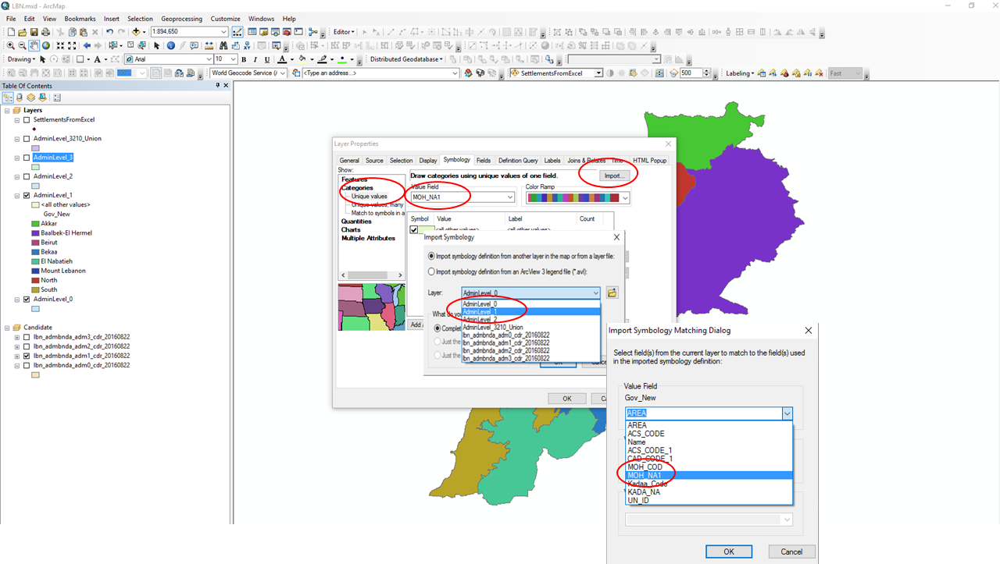 LBN.mxd - ArcMap
File Edit View Bookmarks Insert Selection Geoprocessing Customize Windows Help
1:894,650
Editor
Drawing
Arial
10
B I U A
Distributed Geodatabase
World Geocode Service (
<Type an address...>
SettlementsFromExcel
500
Labeling
Fast
Table Of Contents
Layers
SettlementsFromExcel
AdminLevel_3210_Union
AdminLevel_3
AdminLevel_2
AdminLevel_1
<all other values>
Gov_New
Akkar
Baalbek-El Hermel
Beirut
Bekaa
El Nabatieh
Mount Lebanon
North
South
AdminLevel_0
Candidate
lbn_admbnda_adm3_cdr_20160822
lbn_admbnda_adm2_cdr_20160822
lbn_admbnda_adm1_cdr_20160822
lbn_admbnda_adm0_cdr_20160822
Layer Properties
General Source Selection Display Symbology Fields Definition Query Labels Joins & Relates Time HTML Popup
Show:
Features
Categories
Unique values
Unique values, many
Match to symbols in a
Quantities
Charts
Multiple Attributes
Draw categories using unique values of one field.
Import...
Value Field
MOH_NA1
Color Ramp
Symbol Value Label Count
<all other values> <all other values>
Add
OK
Import Symbology
Import symbology definition from another layer in the map or from a layer file:
Import symbology definition from an ArcView 3 legend file (*.avl):
Layer:
AdminLevel_0
AdminLevel_0
AdminLevel_1
AdminLevel_2
AdminLevel_3210_Union
lbn_admbnda_adm0_cdr_20160822
lbn_admbnda_adm1_cdr_20160822
lbn_admbnda_adm2_cdr_20160822
lbn_admbnda_adm3_cdr_20160822
What do yo
Complet
Just the
Just the
OK
Import Symbology Matching Dialog
Select field(s) from the current layer to match to the field(s) used
in the imported symbology definition:
Value Field
Gov_New
AREA
AREA
ACS_CODE
Name
ACS_CODE_1
CAD_CODE_1
MOH_COD
MOH_NA1
Kadaa_Code
KADA_NA
UN_ID
OK Cancel